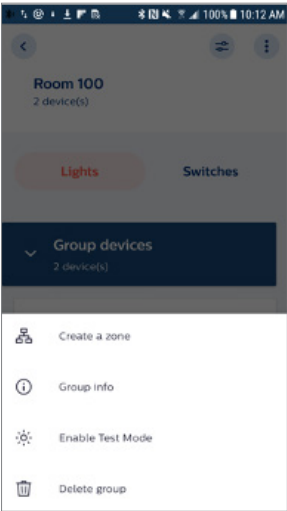 100% 10:12 AM
Room 100
2 device(s)
Lights Switches
Group devices
2 device(s)
Create a zone
Group info
Enable Test Mode
Delete group